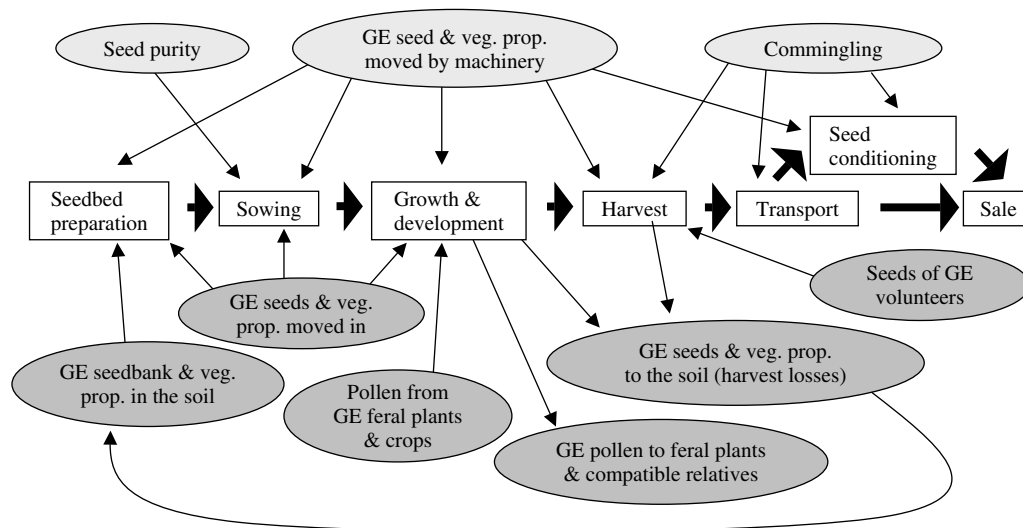 Seed purity
GE seed & veg. prop.
moved by machinery
Commingling
Seed
conditioning
Seedbed
preparation
Sowing
Growth &
development
Harvest
Transport
Sale
GE seeds & veg.
prop. moved in
Seeds of GE
volunteers
GE seedbank & veg.
prop. in the soil
Pollen from
GE feral plants
& crops
GE seeds & veg. prop.
to the soil (harvest losses)
GE pollen to feral plants
& compatible relatives